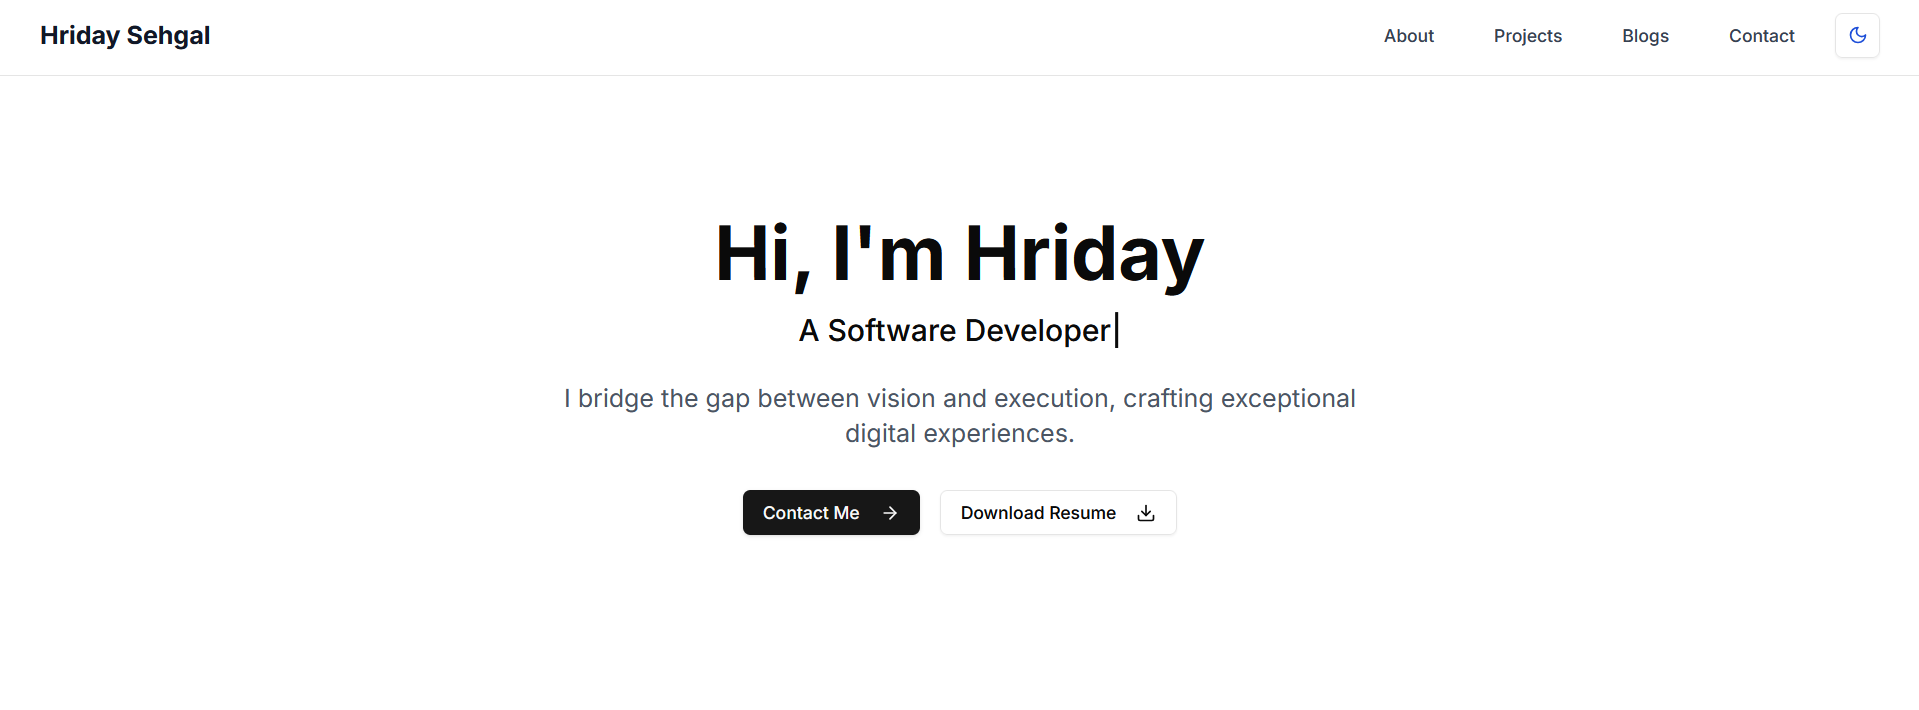 Hriday Sehgal
About
Projects
Blogs
Contact
Hi, I'm Hriday
A Software Developer
I bridge the gap between vision and execution, crafting exceptional
digital experiences.
Contact Me
Download Resume